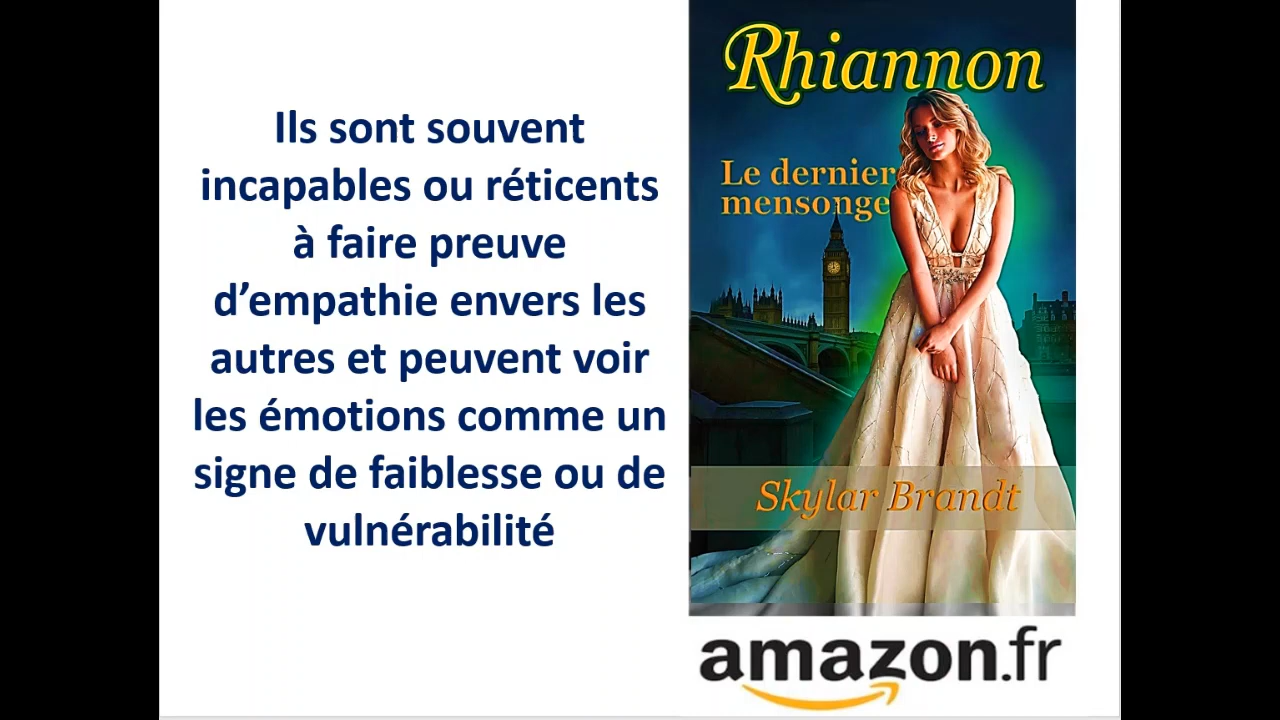 Ils sont souvent
incapables ou réticents
à faire preuve
d’empathie envers les
autres et peuvent voir
les émotions comme un
signe de faiblesse ou de
vulnérabilité
Rhiannon
Le dernier
mensonge
Skylar Brandt
amazon.fr